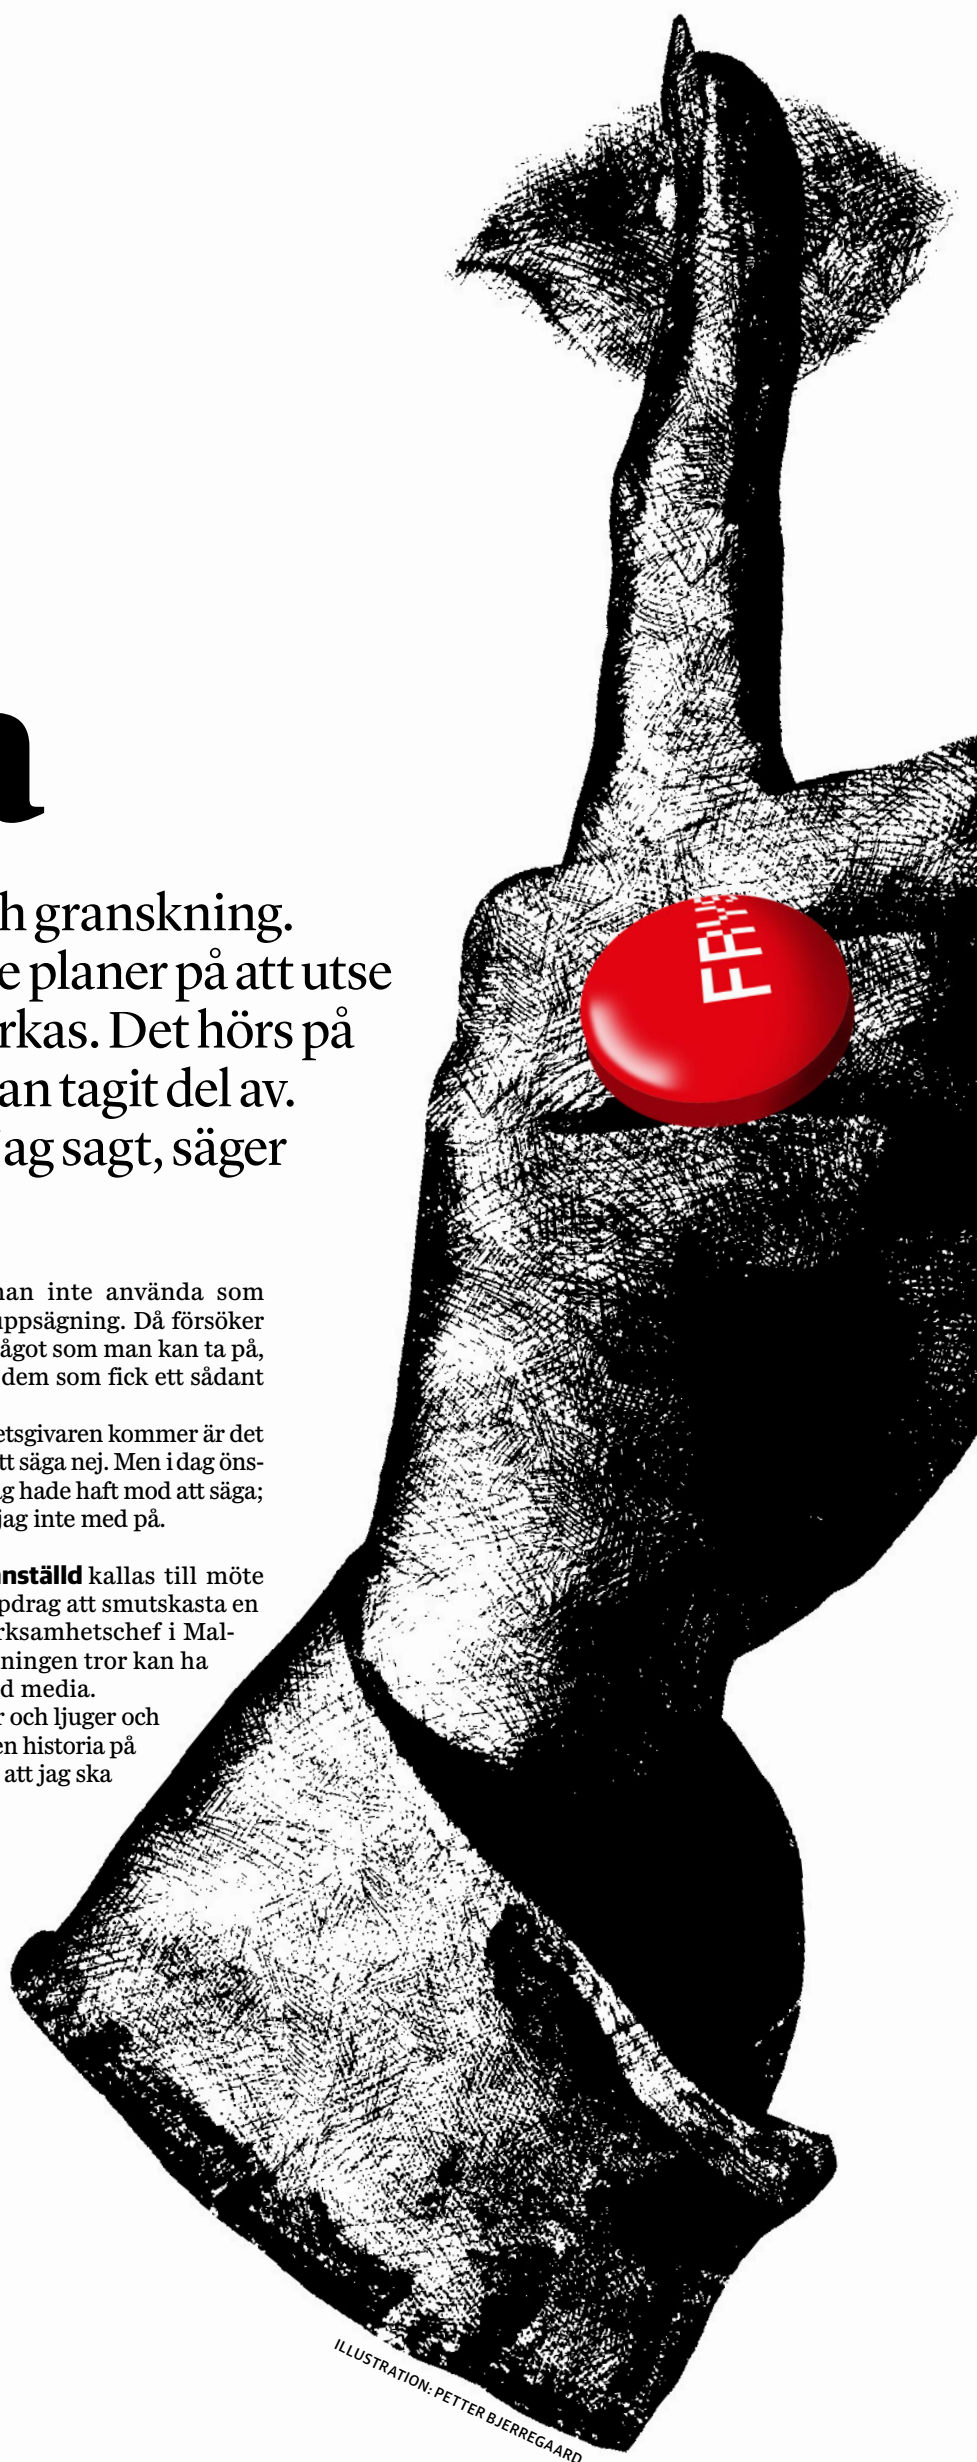 a
h granskning.
e planer på att utse
rkas. Det hörs på
an tagit del av.
jag sagt, säger
FRYS
nan inte använda som
uppsägning. Då försöker
ågot som man kan ta på,
dem som fick ett sådant
etsgivaren kommer är det
tt säga nej. Men i dag öns-
g hade haft mod att säga;
jag inte med på.
nställd kallas till möte
pdrag att smutskasta en
rksamhetschef i Mal-
ningen tror kan ha
d media.
r och ljuger och
en historia på
att jag ska
ILLUSTRATION: PETTER BJERREGAARD